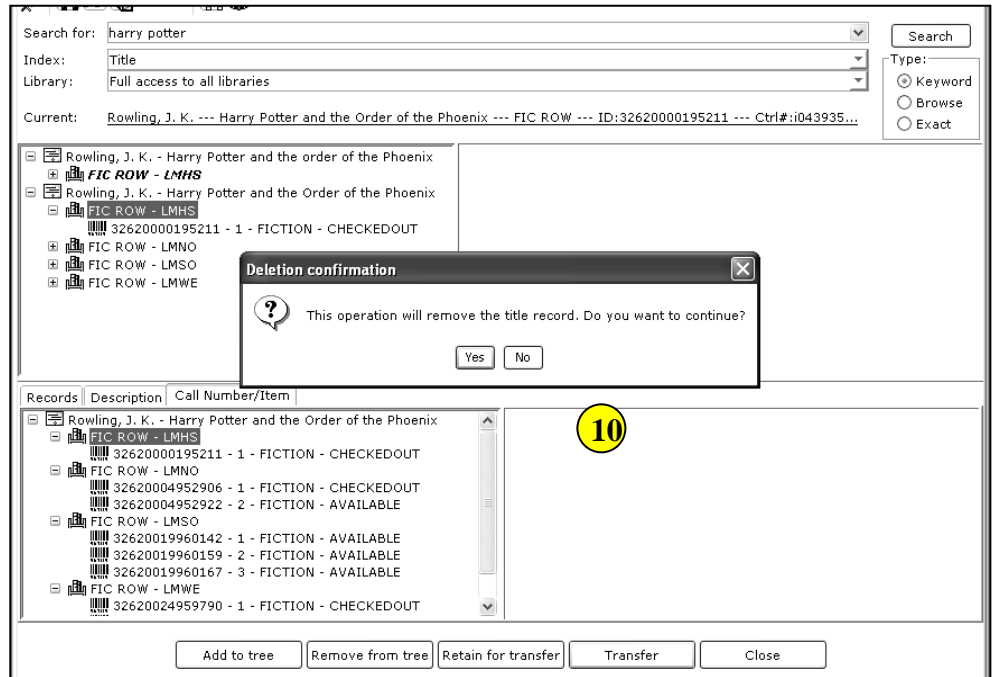 Search for: harry potter Search
Index: Title Type:
Library: Full access to all libraries Keyword
Browse
Current: Rowling, J. K. --- Harry Potter and the Order of the Phoenix --- FIC ROW --- ID:32620000195211 --- Ctrl#:i043935... Exact
Rowling, J. K. - Harry Potter and the order of the Phoenix
FIC ROW - LMHS
Rowling, J. K. - Harry Potter and the Order of the Phoenix
FIC ROW - LMHS
32620000195211 - 1 - FICTION - CHECKEDOUT
FIC ROW - LMNO
FIC ROW - LMSO
FIC ROW - LMWE
Deletion confirmation
This operation will remove the title record. Do you want to continue?
Yes No
Records Description Call Number/Item
10
Rowling, J. K. - Harry Potter and the Order of the Phoenix
FIC ROW - LMHS
32620000195211 - 1 - FICTION - CHECKEDOUT
FIC ROW - LMNO
32620004952906 - 1 - FICTION - CHECKEDOUT
32620004952922 - 2 - FICTION - AVAILABLE
FIC ROW - LMSO
32620019960142 - 1 - FICTION - AVAILABLE
32620019960159 - 2 - FICTION - AVAILABLE
32620019960167 - 3 - FICTION - AVAILABLE
FIC ROW - LMWE
32620024959790 - 1 - FICTION - CHECKEDOUT
Add to tree Remove from tree Retain for transfer Transfer Close